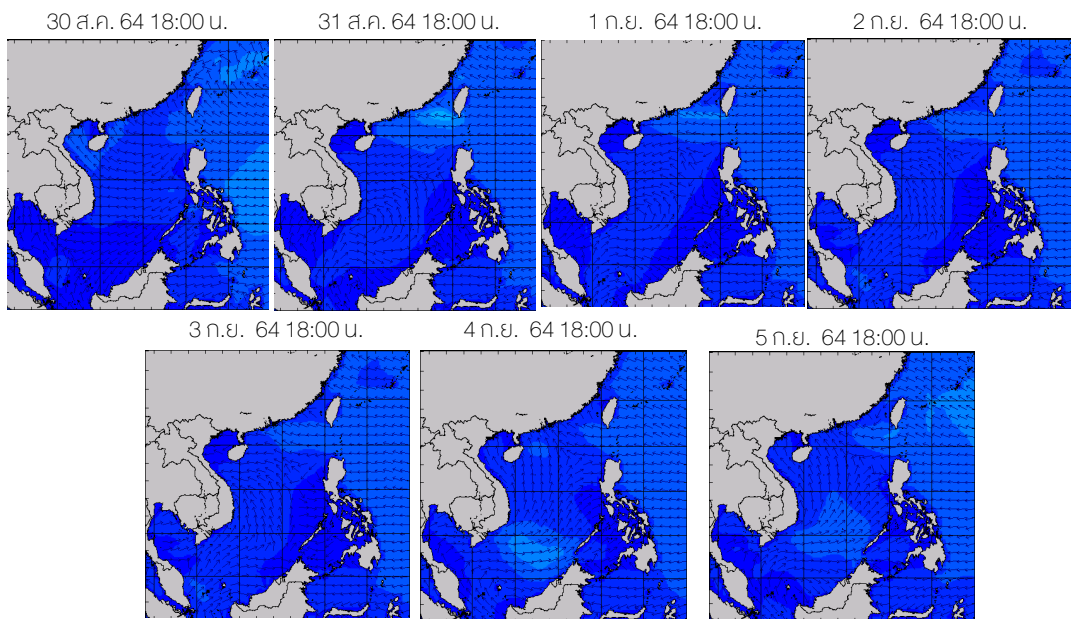 30 ส.ค. 64 18:00 น.
31 ส.ค. 64 18:00 น.
1 ก.ย. 64 18:00 น.
2 ก.ย. 64 18:00 น.
3 ก.ย. 64 18:00 น.
4 ก.ย. 64 18:00 น.
5 ก.ย. 64 18:00 น.